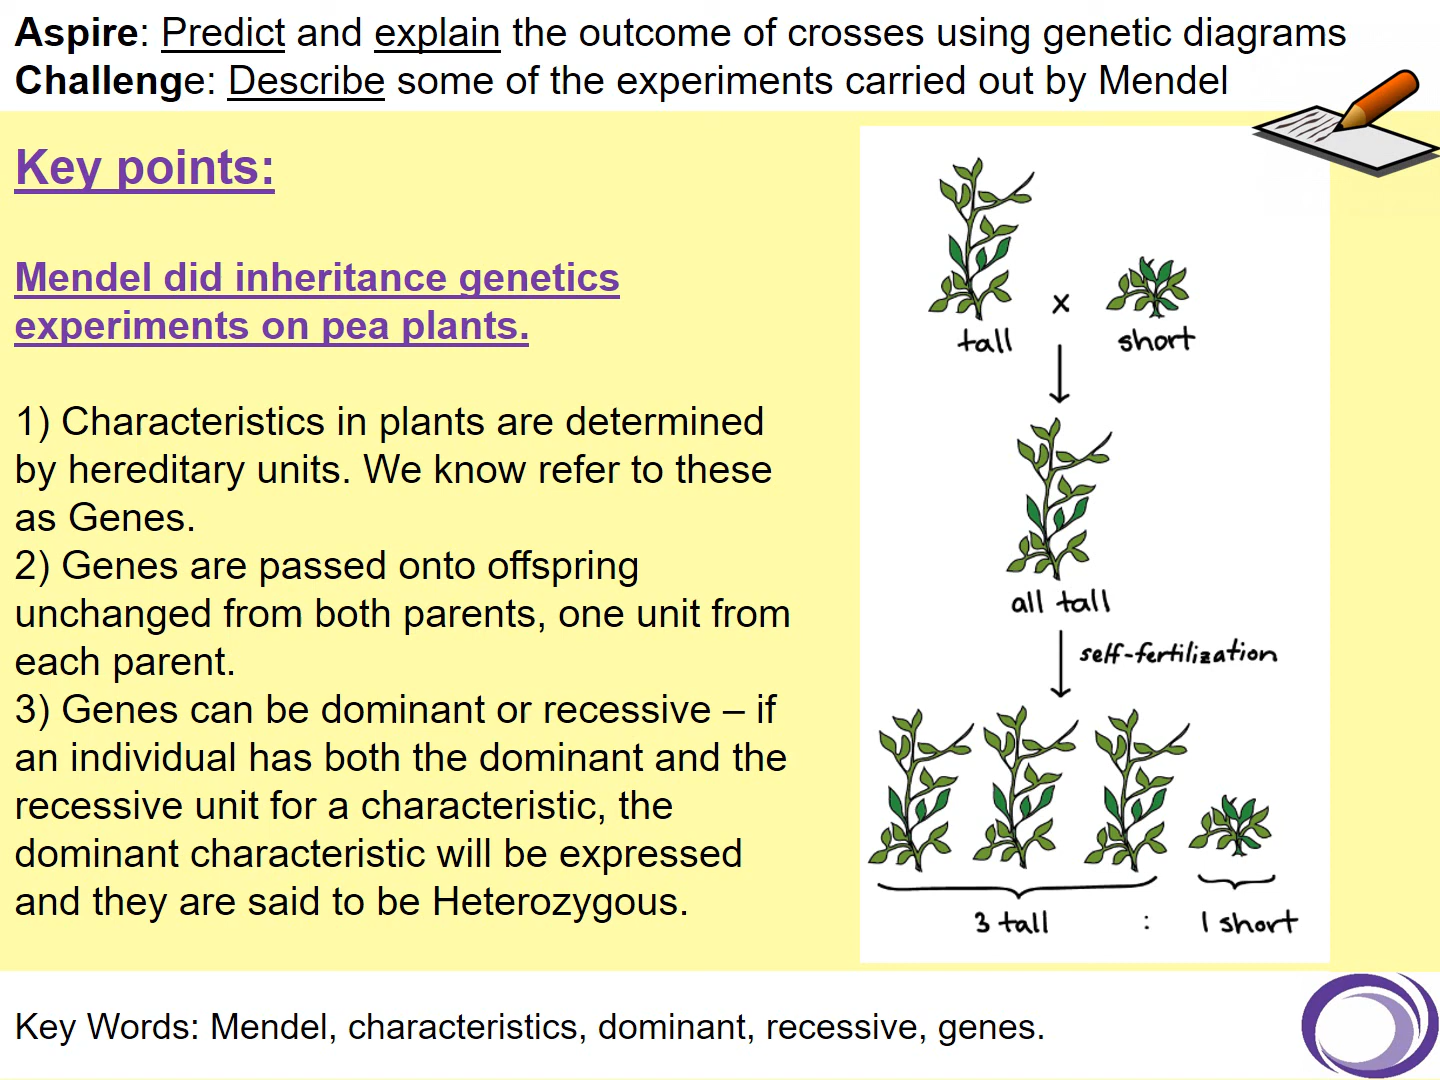 Aspire: Predict and explain the outcome of crosses using genetic diagrams
Challenge: Describe some of the experiments carried out by Mendel
Key points:
Mendel did inheritance genetics
experiments on pea plants.
1) Characteristics in plants are determined
by hereditary units. We know refer to these
as Genes.
2) Genes are passed onto offspring
unchanged from both parents, one unit from
each parent.
3) Genes can be dominant or recessive – if
an individual has both the dominant and the
recessive unit for a characteristic, the
dominant characteristic will be expressed
and they are said to be Heterozygous.
tall x short
all tall
self-fertilization
3 tall : 1 short
Key Words: Mendel, characteristics, dominant, recessive, genes.